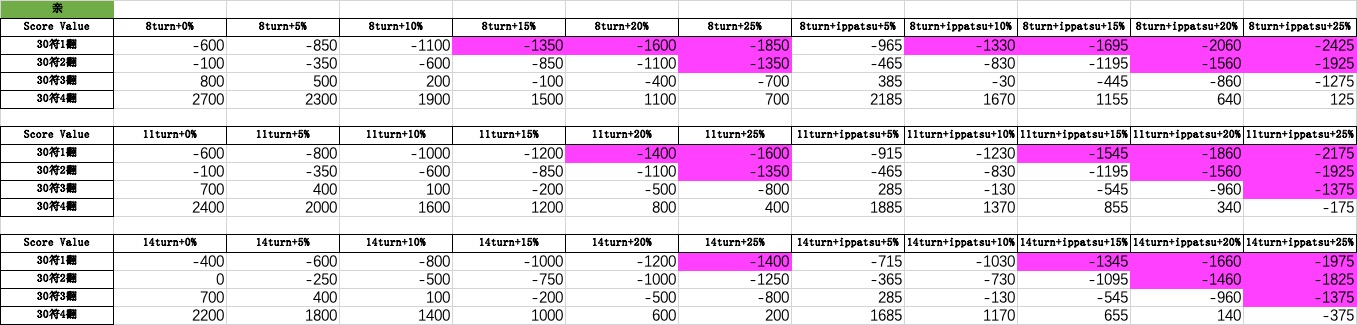 亲
Score Value 8turn+0% 8turn+5% 8turn+10% 8turn+15% 8turn+20% 8turn+25% 8turn+ippatsu+5% 8turn+ippatsu+10% 8turn+ippatsu+15% 8turn+ippatsu+20% 8turn+ippatsu+25%
30符1翻 -600 -850 -1100 -1350 -1600 -1850 -965 -1330 -1695 -2060 -2425
30符2翻 -100 -350 -600 -850 -1100 -1350 -465 -830 -1195 -1560 -1925
30符3翻 800 500 200 -100 -400 -700 385 -30 -445 -860 -1275
30符4翻 2700 2300 1900 1500 1100 700 2185 1670 1155 640 125
Score Value 11turn+0% 11turn+5% 11turn+10% 11turn+15% 11turn+20% 11turn+25% 11turn+ippatsu+5% 11turn+ippatsu+10% 11turn+ippatsu+15% 11turn+ippatsu+20% 11turn+ippatsu+25%
30符1翻 -600 -800 -1000 -1200 -1400 -1600 -915 -1230 -1545 -1860 -2175
30符2翻 -100 -350 -600 -850 -1100 -1350 -465 -830 -1195 -1560 -1925
30符3翻 700 400 100 -200 -500 -800 285 -130 -545 -960 -1375
30符4翻 2400 2000 1600 1200 800 400 1885 1370 855 340 -175
Score Value 14turn+0% 14turn+5% 14turn+10% 14turn+15% 14turn+20% 14turn+25% 14turn+ippatsu+5% 14turn+ippatsu+10% 14turn+ippatsu+15% 14turn+ippatsu+20% 14turn+ippatsu+25%
30符1翻 -400 -600 -800 -1000 -1200 -1400 -715 -1030 -1345 -1660 -1975
30符2翻 0 -250 -500 -750 -1000 -1250 -365 -730 -1095 -1460 -1825
30符3翻 700 400 100 -200 -500 -800 285 -130 -545 -960 -1375
30符4翻 2200 1800 1400 1000 600 200 1685 1170 655 140 -375